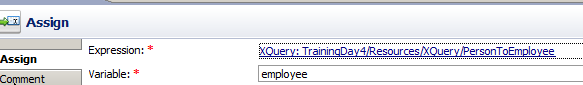 Assign
Expression: * XQuery: TrainingDay4/Resources/XQuery/PersonToEmployee
Assign
Variable: * employee
Comment